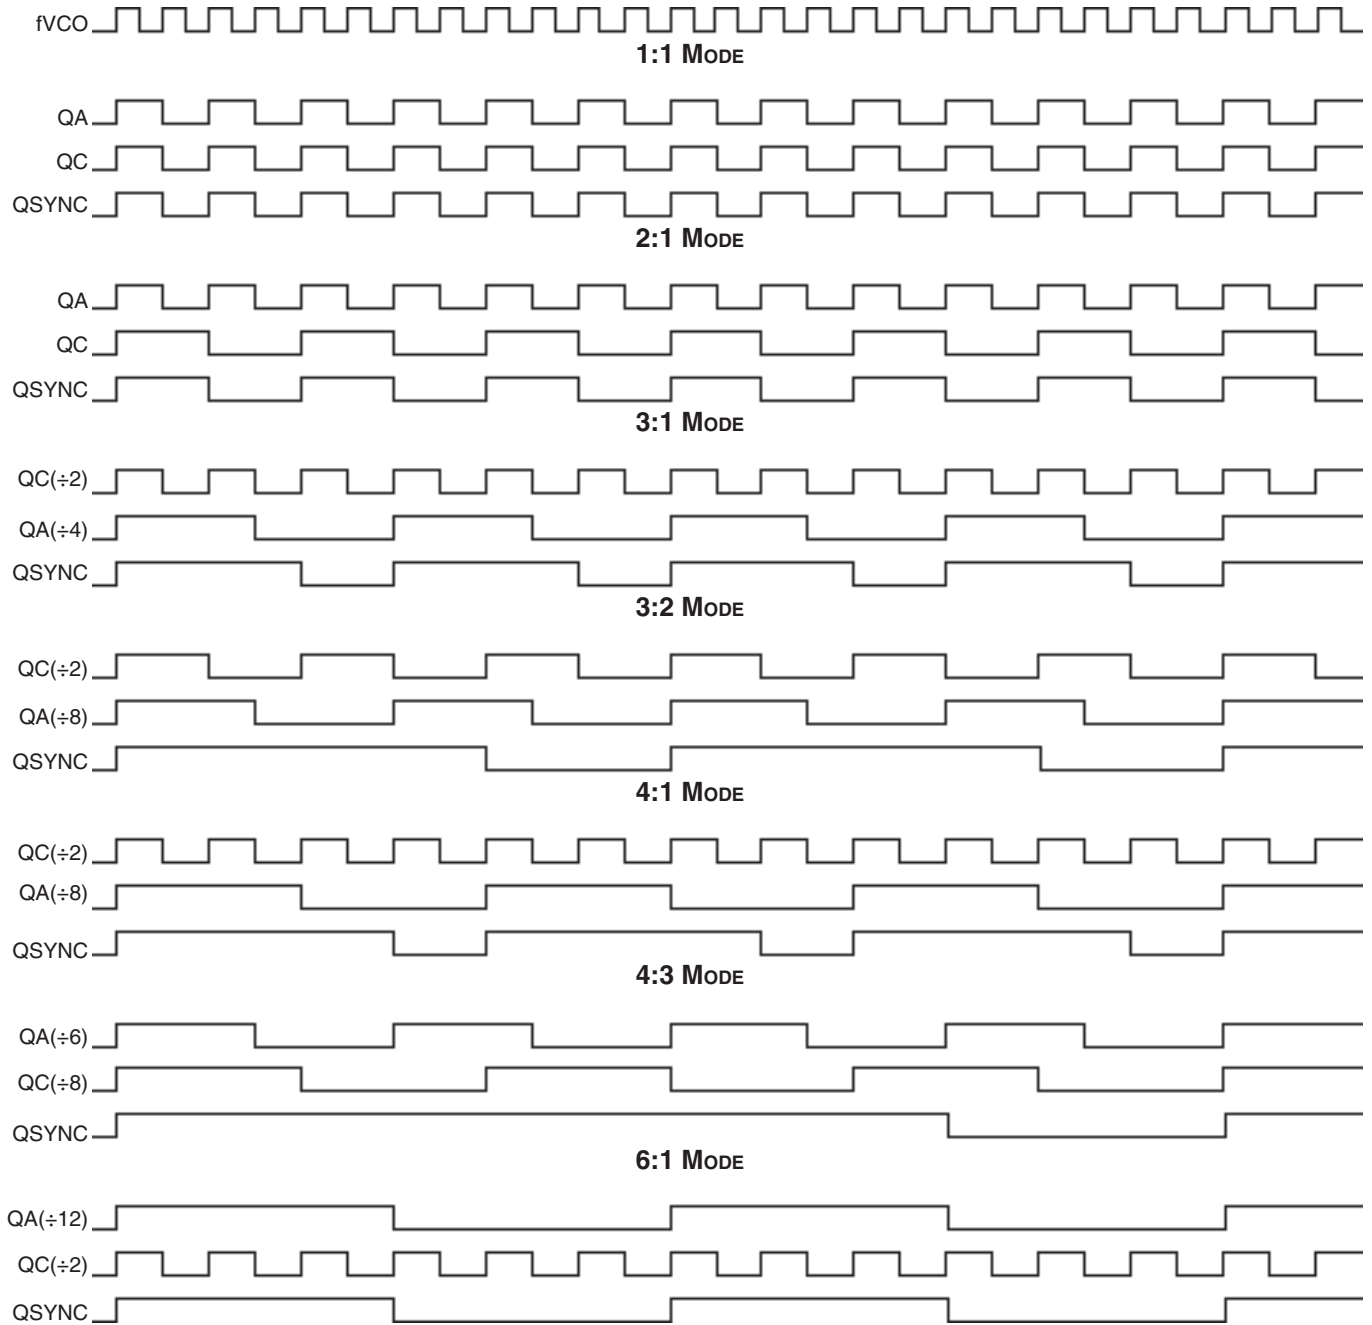 fVCO
1:1 MODE
QA
QC
QSYNC
2:1 MODE
QA
QC
QSYNC
3:1 MODE
QC(÷2)
QA(÷4)
QSYNC
3:2 MODE
QC(÷2)
QA(÷8)
QSYNC
4:1 MODE
QC(÷2)
QA(÷8)
QSYNC
4:3 MODE
QA(÷6)
QC(÷8)
QSYNC
6:1 MODE
QA(÷12)
QC(÷2)
QSYNC